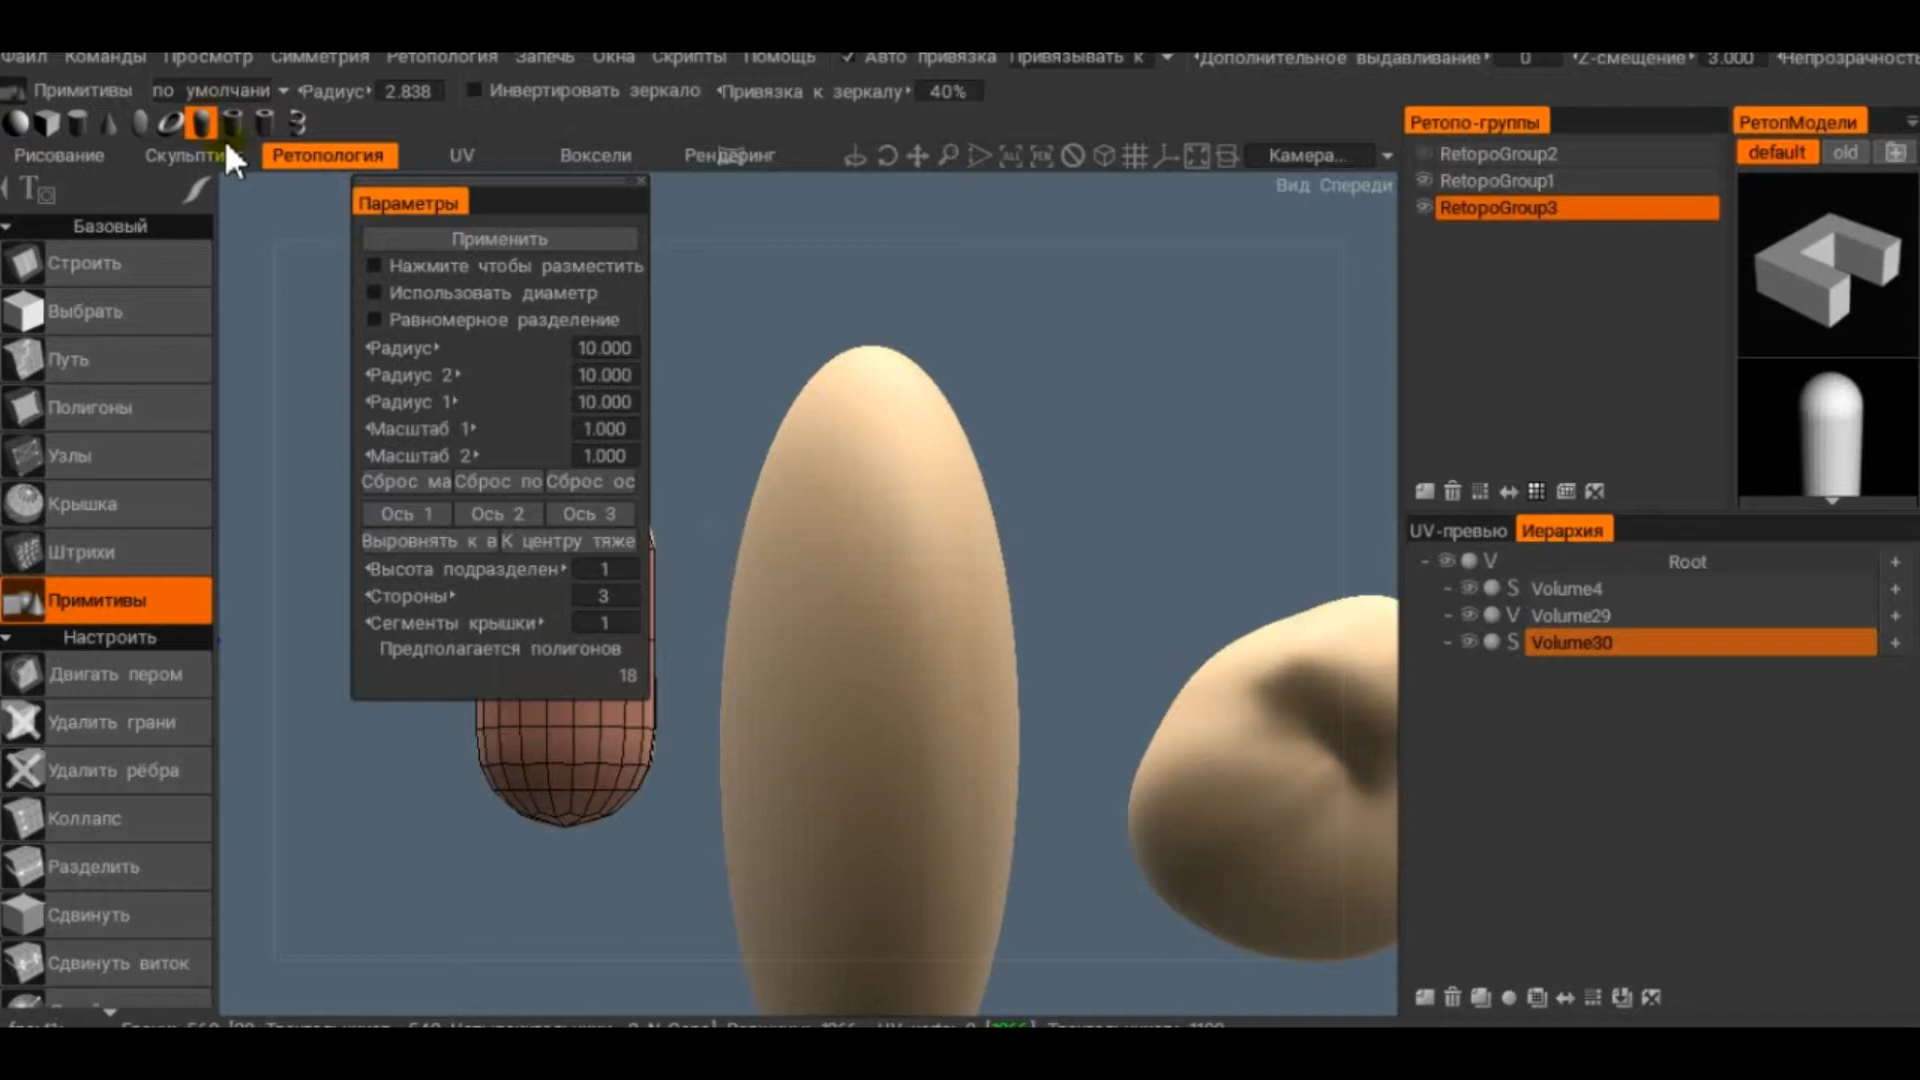 Файл Команды Просмотр Симметрия Ретопология Запечь Окна Скрипты Помощь Авто привязка Привязывать к Дополнительное выдавливание 0 Z-смещение 3.000 Непрозрачность
Примитивы по умолчани Радиус 2.838 Инвертировать зеркало Привязка к зеркалу 40%
Рисование Скульпти Ретопология UV Воксели Рендеринг Камера...
Вид Спереди
Базовый
Строить
Выбрать
Путь
Полигоны
Узлы
Крышка
Штрихи
Примитивы
Настроить
Двигать пером
Удалить грани
Удалить рёбра
Коллапс
Разделить
Сдвинуть
Сдвинуть виток
Параметры
Применить
Нажмите чтобы разместить
Использовать диаметр
Равномерное разделение
Радиус 10.000
Радиус 2 10.000
Радиус 1 10.000
Масштаб 1 1.000
Масштаб 2 1.000
Сброс ма Сброс по Сброс ос
Ось 1 Ось 2 Ось 3
Выровнять к в К центру тяже
Высота подразделен 1
Стороны 3
Сегменты крышки 1
Предполагается полигонов
18
Ретопо-группы
RetopoGroup2
RetopoGroup1
RetopoGroup3
РетопМодели
default old
UV-превью Иерархия
V Root
S Volume4
V Volume29
S Volume30